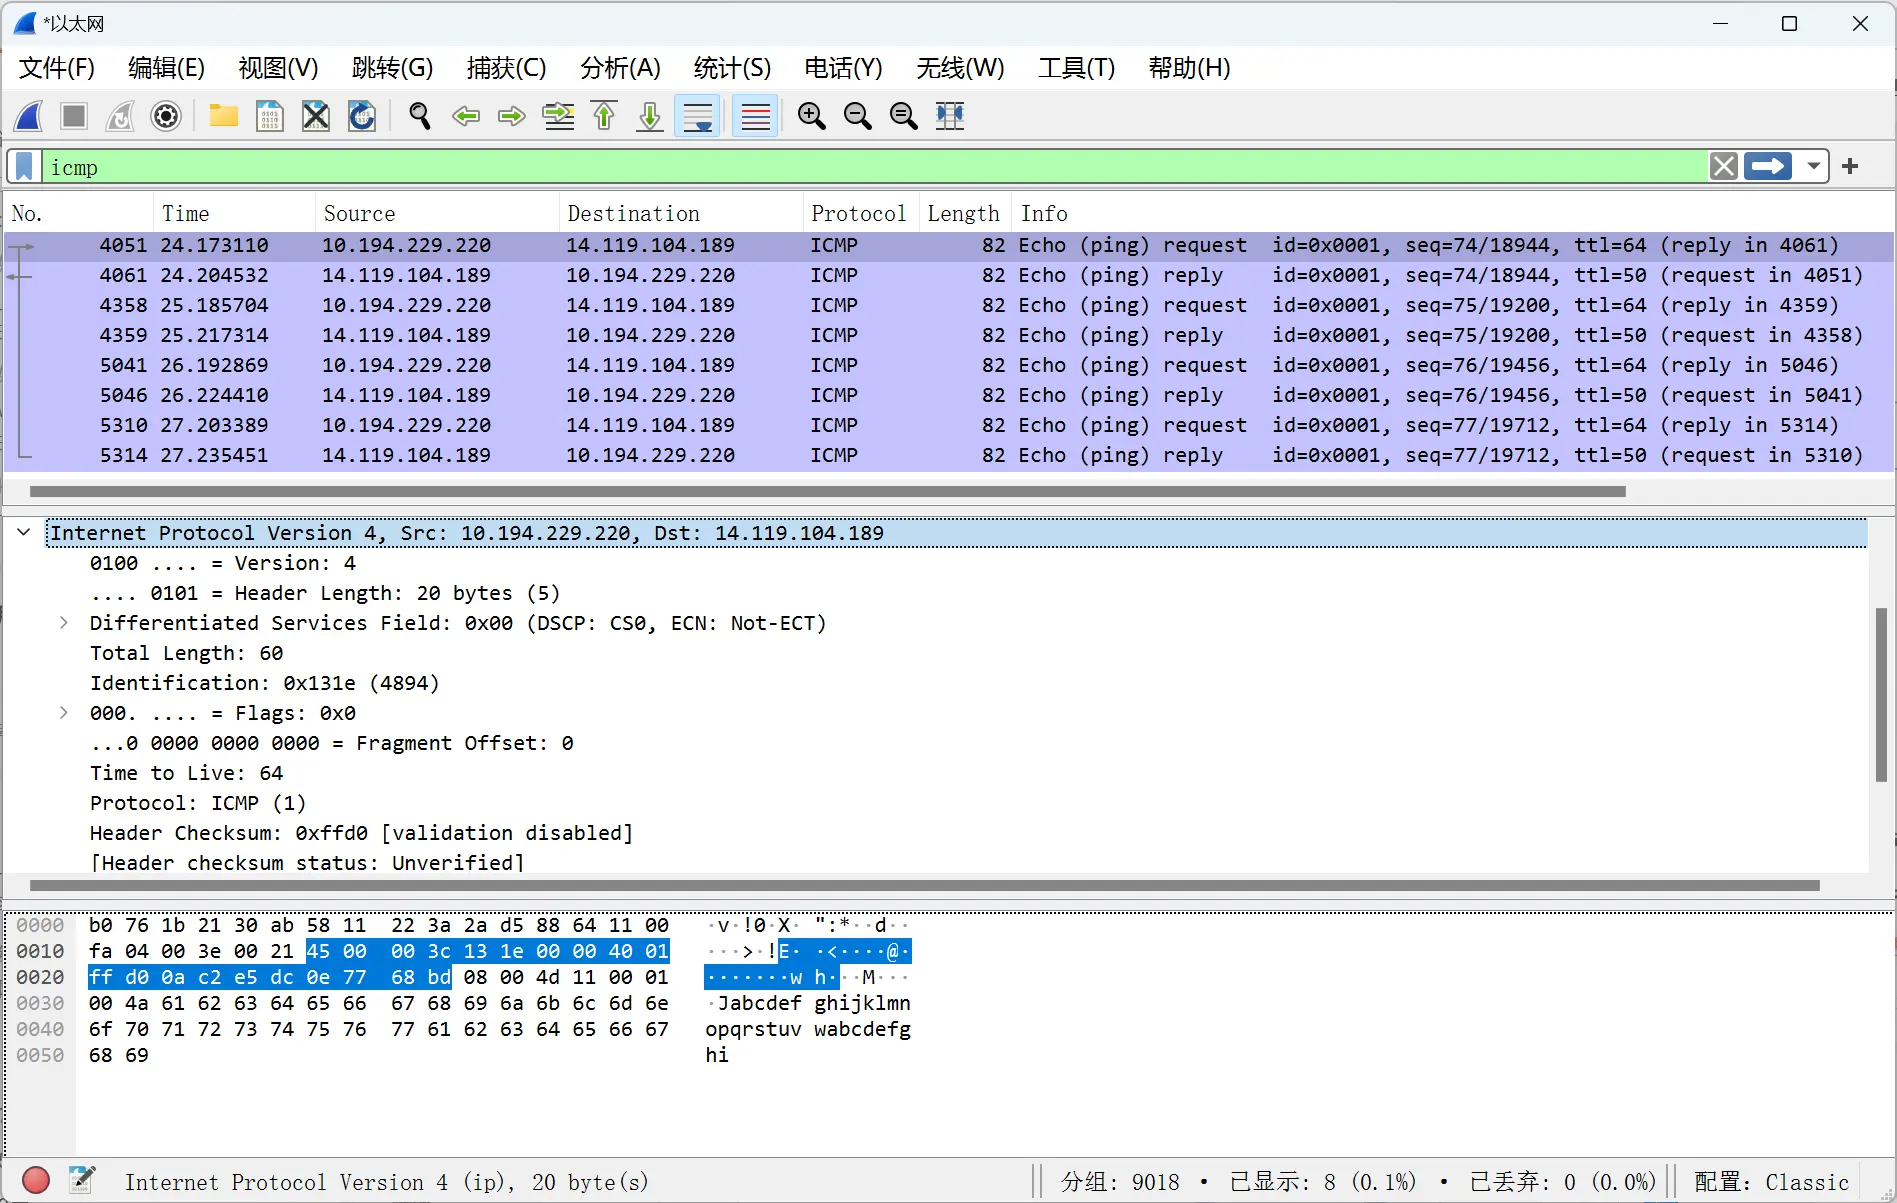 *以太网
文件(F) 编辑(E) 视图(V) 跳转(G) 捕获(C) 分析(A) 统计(S) 电话(Y) 无线(W) 工具(T) 帮助(H)
icmp
No. Time Source Destination Protocol Length Info
4051 24.173110 10.194.229.220 14.119.104.189 ICMP 82 Echo (ping) request id=0x0001, seq=74/18944, ttl=64 (reply in 4061)
4061 24.204532 14.119.104.189 10.194.229.220 ICMP 82 Echo (ping) reply id=0x0001, seq=74/18944, ttl=50 (request in 4051)
4358 25.185704 10.194.229.220 14.119.104.189 ICMP 82 Echo (ping) request id=0x0001, seq=75/19200, ttl=64 (reply in 4359)
4359 25.217314 14.119.104.189 10.194.229.220 ICMP 82 Echo (ping) reply id=0x0001, seq=75/19200, ttl=50 (request in 4358)
5041 26.192869 10.194.229.220 14.119.104.189 ICMP 82 Echo (ping) request id=0x0001, seq=76/19456, ttl=64 (reply in 5046)
5046 26.224410 14.119.104.189 10.194.229.220 ICMP 82 Echo (ping) reply id=0x0001, seq=76/19456, ttl=50 (request in 5041)
5310 27.203389 10.194.229.220 14.119.104.189 ICMP 82 Echo (ping) request id=0x0001, seq=77/19712, ttl=64 (reply in 5314)
5314 27.235451 14.119.104.189 10.194.229.220 ICMP 82 Echo (ping) reply id=0x0001, seq=77/19712, ttl=50 (request in 5310)
Internet Protocol Version 4, Src: 10.194.229.220, Dst: 14.119.104.189
0100 .... = Version: 4
.... 0101 = Header Length: 20 bytes (5)
Differentiated Services Field: 0x00 (DSCP: CS0, ECN: Not-ECT)
Total Length: 60
Identification: 0x131e (4894)
000. .... = Flags: 0x0
...0 0000 0000 0000 = Fragment Offset: 0
Time to Live: 64
Protocol: ICMP (1)
Header Checksum: 0xffd0 [validation disabled]
[Header checksum status: Unverified]
0000 b0 76 1b 21 30 ab 58 11 22 3a 2a d5 88 64 11 00 ·v·!0·X· ":*··d··
0010 fa 04 00 3e 00 21 45 00 00 3c 13 1e 00 00 40 01 ···>·!E· ·<····@·
0020 ff d0 0a c2 e5 dc 0e 77 68 bd 08 00 4d 11 00 01 ·······w h···M···
0030 00 4a 61 62 63 64 65 66 67 68 69 6a 6b 6c 6d 6e ·Jabcdef ghijklmn
0040 6f 70 71 72 73 74 75 76 77 61 62 63 64 65 66 67 opqrstuv wabcdefg
0050 68 69 hi
Internet Protocol Version 4 (ip), 20 byte(s) 分组: 9018 · 已显示: 8 (0.1%) · 已丢弃: 0 (0.0%) 配置: Classic